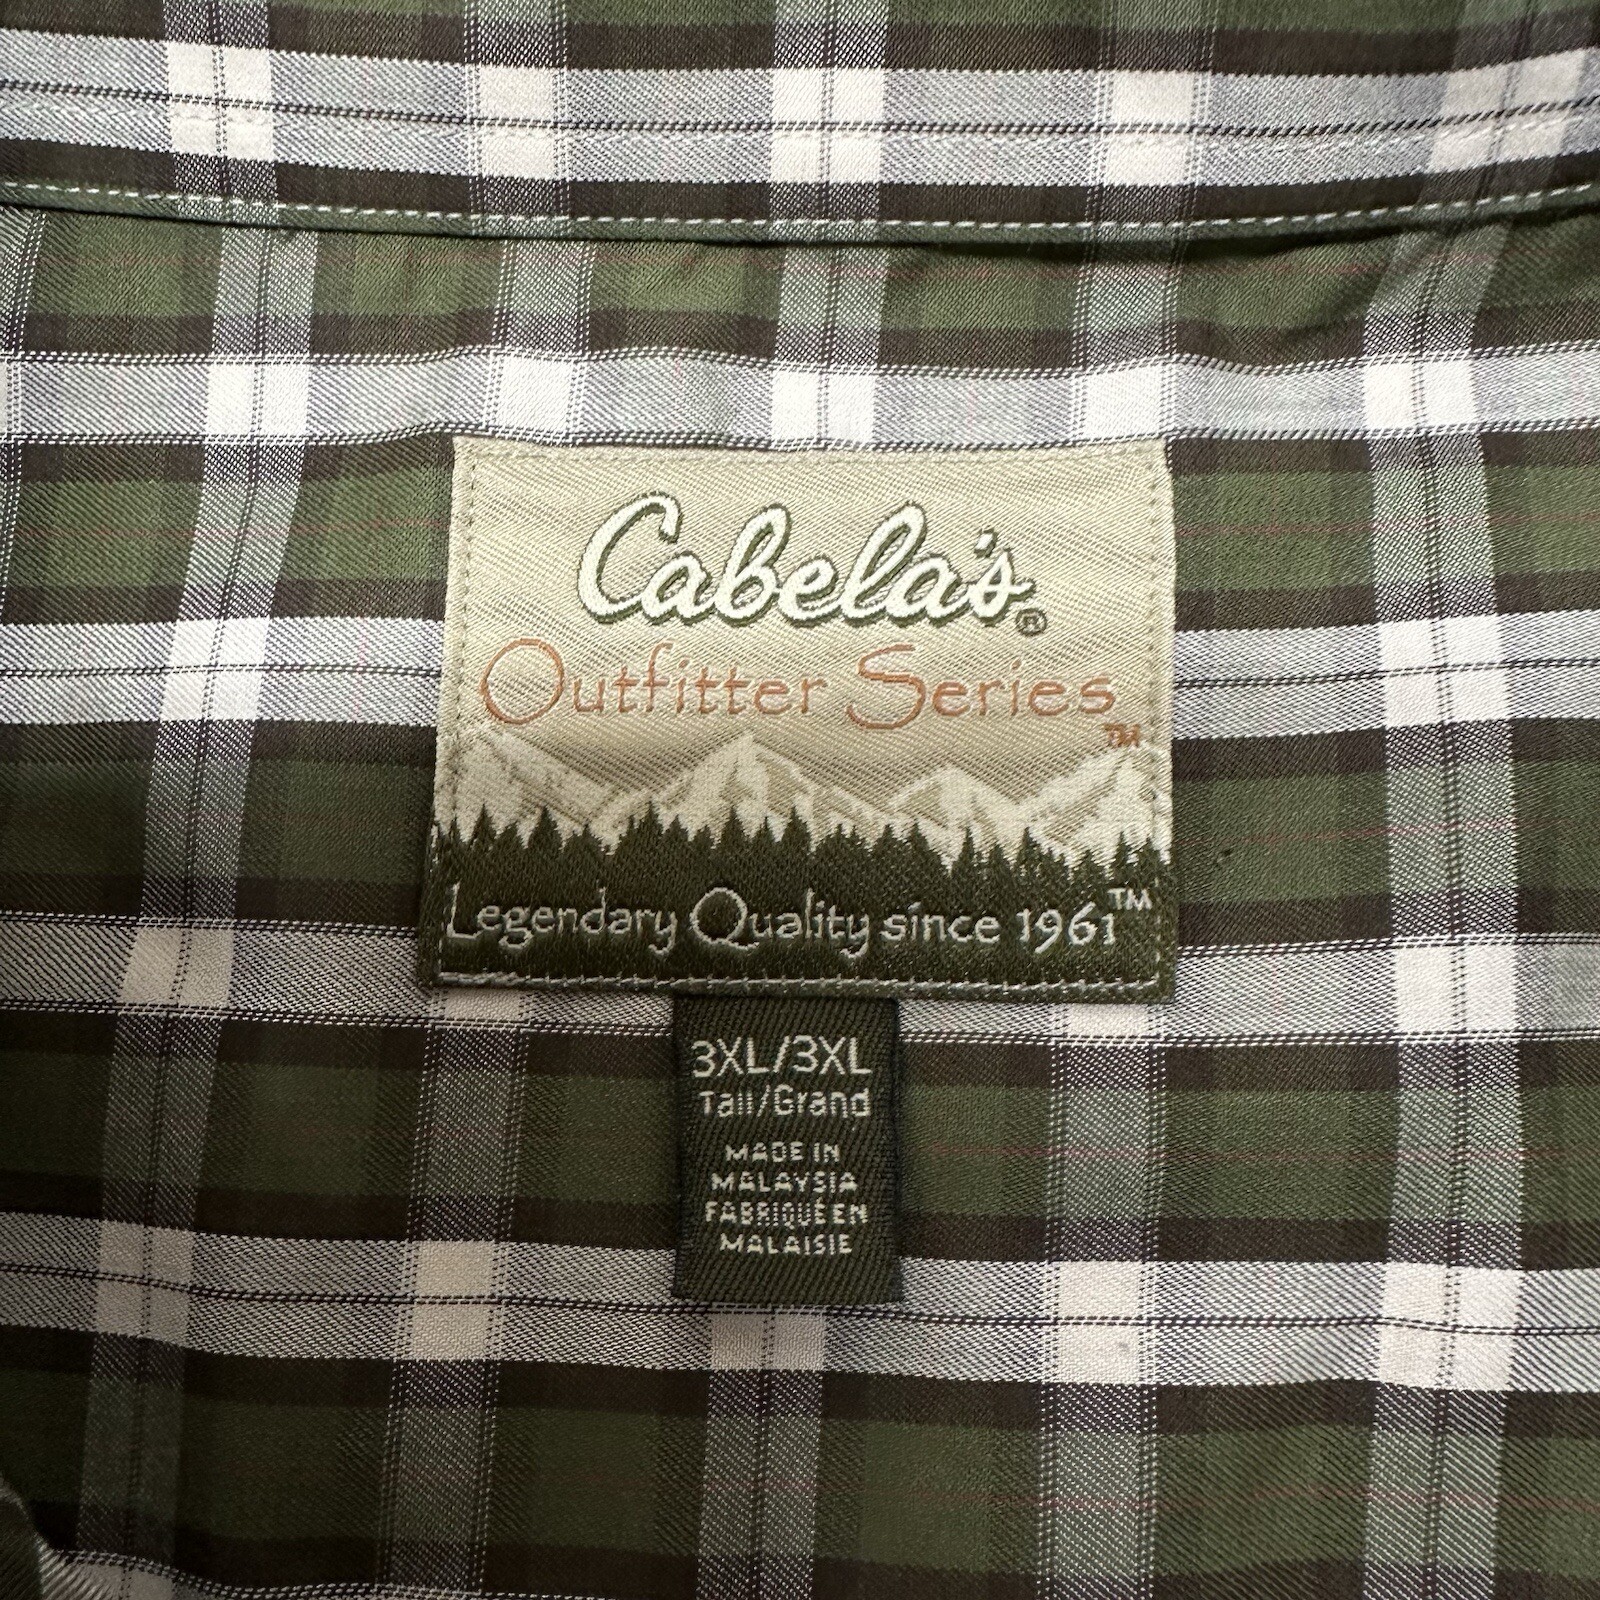 Cabela's®
Outfitter Series™
Legendary Quality since 1961™
3XL/3XL
Tall/Grand
MADE IN
MALAYSIA
FABRIQUÉ EN
MALAISIE